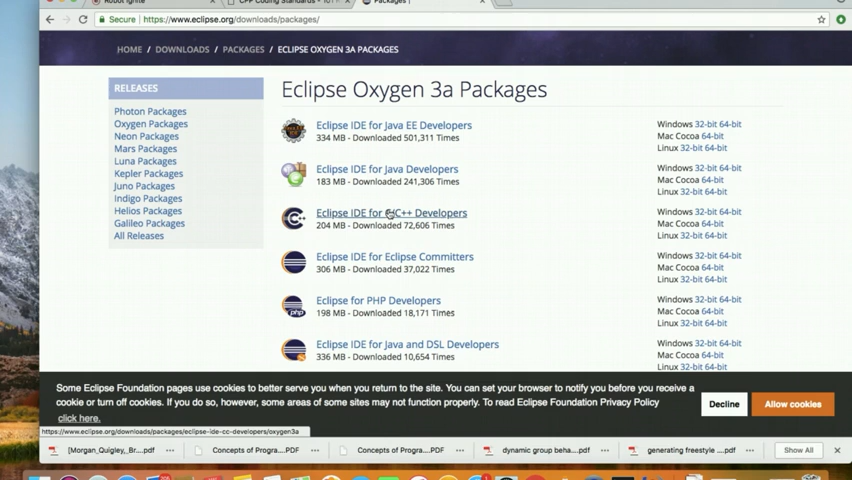 Robot Ignite
CPP Coding Standards - 101
Packages |
Secure | https://www.eclipse.org/downloads/packages/
HOME / DOWNLOADS / PACKAGES / ECLIPSE OXYGEN 3A PACKAGES
RELEASES
Photon Packages
Oxygen Packages
Neon Packages
Mars Packages
Luna Packages
Kepler Packages
Juno Packages
Indigo Packages
Helios Packages
Galileo Packages
All Releases
Eclipse Oxygen 3a Packages
Eclipse IDE for Java EE Developers
334 MB - Downloaded 501,311 Times
Windows 32-bit 64-bit
Mac Cocoa 64-bit
Linux 32-bit 64-bit
Eclipse IDE for Java Developers
183 MB - Downloaded 241,306 Times
Windows 32-bit 64-bit
Mac Cocoa 64-bit
Linux 32-bit 64-bit
Eclipse IDE for C/C++ Developers
204 MB - Downloaded 72,606 Times
Windows 32-bit 64-bit
Mac Cocoa 64-bit
Linux 32-bit 64-bit
Eclipse IDE for Eclipse Committers
306 MB - Downloaded 37,022 Times
Windows 32-bit 64-bit
Mac Cocoa 64-bit
Linux 32-bit 64-bit
Eclipse for PHP Developers
198 MB - Downloaded 18,171 Times
Windows 32-bit 64-bit
Mac Cocoa 64-bit
Linux 32-bit 64-bit
Eclipse IDE for Java and DSL Developers
336 MB - Downloaded 10,654 Times
Windows 32-bit 64-bit
Mac Cocoa 64-bit
Linux 32-bit 64-bit
Some Eclipse Foundation pages use cookies to better serve you when you return to the site. You can set your browser to notify you before you receive a
cookie or turn off cookies. If you do so, however, some areas of some sites may not function properly. To read Eclipse Foundation Privacy Policy
click here.
Decline
Allow cookies
https://www.eclipse.org/downloads/packages/eclipse-ide-cc-developers/oxygen3a
[Morgan_Quigley,_Br....pdf
Concepts of Progra....PDF
Concepts of Progra....PDF
dynamic group beha....pdf
generating freestyle ....pdf
Show All